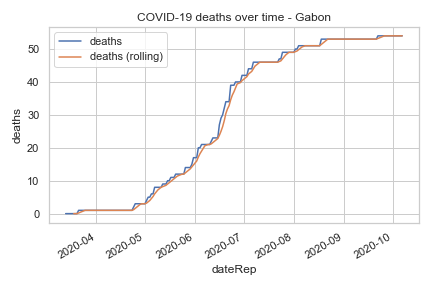 COVID-19 deaths over time - Gabon
deaths
deaths (rolling)
50
40
30
20
10
0
deaths
2020-04
2020-05
2020-06
2020-07
2020-08
2020-09
2020-10
dateRep